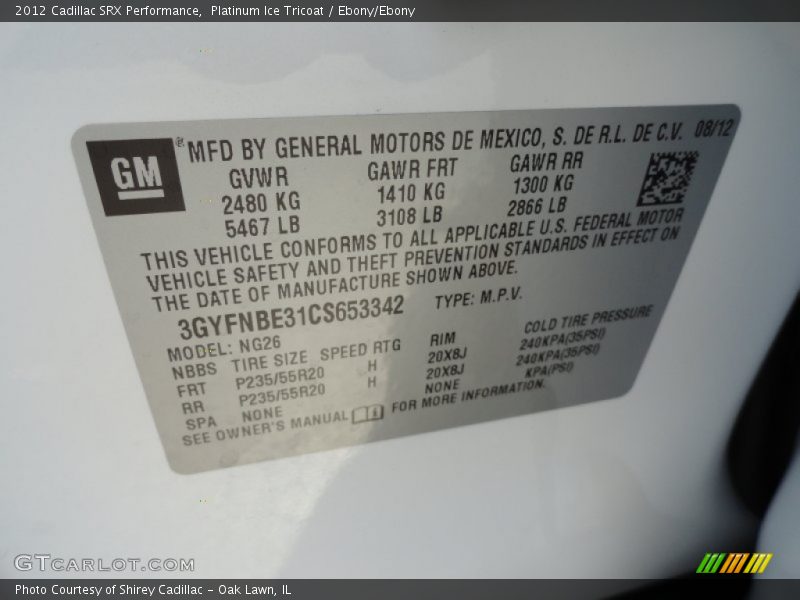 2012 Cadillac SRX Performance,  Platinum Ice Tricoat / Ebony/Ebony
GM
® MFD BY GENERAL MOTORS DE MEXICO, S. DE R.L. DE C.V. 08/12
GVWR GAWR FRT GAWR RR
2480 KG 1410 KG 1300 KG
5467 LB 3108 LB 2866 LB
THIS VEHICLE CONFORMS TO ALL APPLICABLE U.S. FEDERAL MOTOR
VEHICLE SAFETY AND THEFT PREVENTION STANDARDS IN EFFECT ON
THE DATE OF MANUFACTURE SHOWN ABOVE.
3GYFNBE31CS653342 TYPE: M.P.V.
MODEL: NG26
NBBS TIRE SIZE SPEED RTG RIM COLD TIRE PRESSURE
FRT P235/55R20 H 20X8J 240KPA(35PSI)
RR P235/55R20 H 20X8J 240KPA(35PSI)
SPA NONE NONE KPA(PSI)
SEE OWNER'S MANUAL FOR MORE INFORMATION.
GTCARLOT.COM
Photo Courtesy of Shirey Cadillac - Oak Lawn, IL